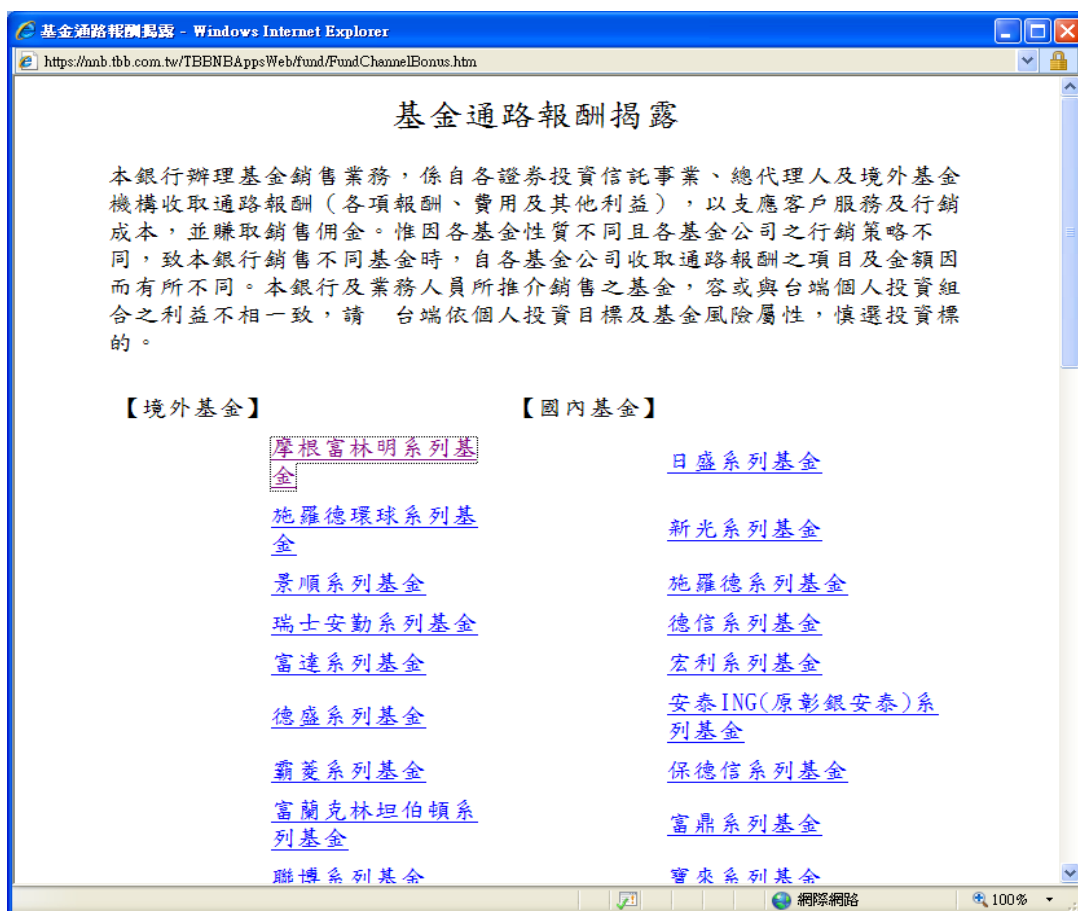 基金通路報酬揭露 - Windows Internet Explorer
https://nnb.tbb.com.tw/TBBNBAppsWeb/fund/FundChannelBonus.htm
基金通路報酬揭露
本銀行辦理基金銷售業務，係自各證券投資信託事業、總代理人及境外基金
機構收取通路報酬（各項報酬、費用及其他利益），以支應客戶服務及行銷
成本，並賺取銷售佣金。惟因各基金性質不同且各基金公司之行銷策略不
同，致本銀行銷售不同基金時，自各基金公司收取通路報酬之項目及金額因
而有所不同。本銀行及業務人員所推介銷售之基金，容或與台端個人投資組
合之利益不相一致，請　台端依個人投資目標及基金風險屬性，慎選投資標
的。
【境外基金】
摩根富林明系列基
金
施羅德環球系列基
金
景順系列基金
瑞士安勤系列基金
富達系列基金
德盛系列基金
霸菱系列基金
富蘭克林坦伯頓系
列基金
聯博系列基金
【國內基金】
日盛系列基金
新光系列基金
施羅德系列基金
德信系列基金
宏利系列基金
安泰ING(原彰銀安泰)系
列基金
保德信系列基金
富鼎系列基金
寶來系列基金
網際網路
100%